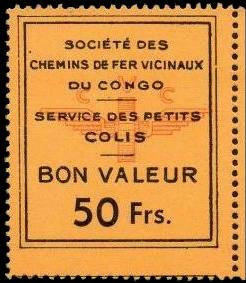 SOCIÉTÉ DES
CHEMINS DE FER VICINAUX
DU CONGO
C M C
SERVICE DES PETITS
COLIS
BON VALEUR
50 Frs.